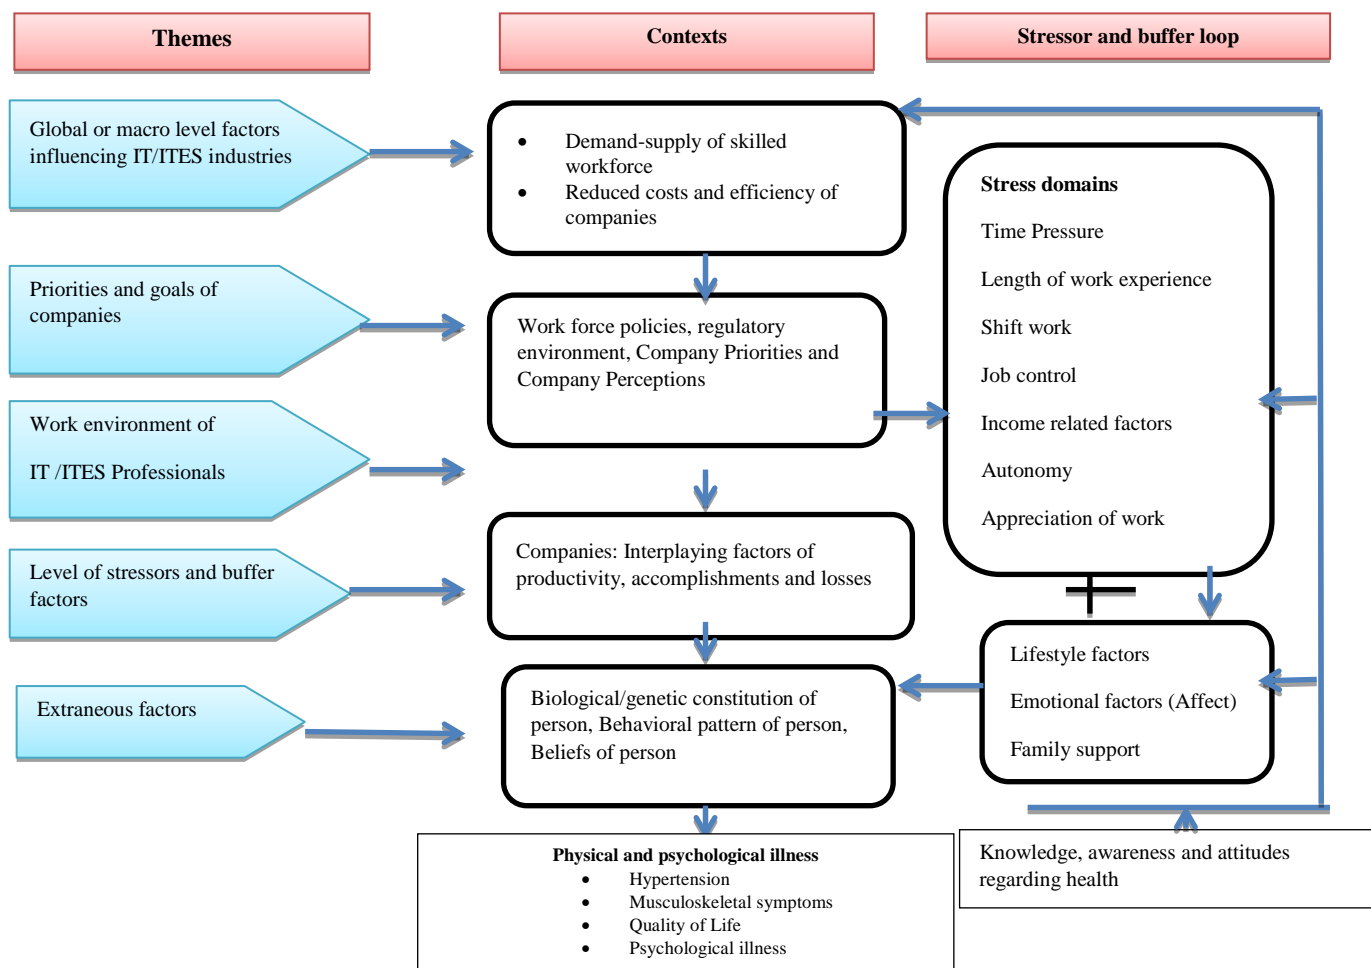 Themes
Contexts
Stressor and buffer loop
Global or macro level factors
influencing IT/ITES industries
Priorities and goals of
companies
Work environment of
IT /ITES Professionals
Level of stressors and buffer
factors
Extraneous factors
• Demand-supply of skilled
workforce
• Reduced costs and efficiency of
companies
Work force policies, regulatory
environment, Company Priorities and
Company Perceptions
Companies: Interplaying factors of
productivity, accomplishments and losses
Biological/genetic constitution of
person, Behavioral pattern of person,
Beliefs of person
Physical and psychological illness
• Hypertension
• Musculoskeletal symptoms
• Quality of Life
• Psychological illness
Stress domains
Time Pressure
Length of work experience
Shift work
Job control
Income related factors
Autonomy
Appreciation of work
Lifestyle factors
Emotional factors (Affect)
Family support
Knowledge, awareness and attitudes
regarding health